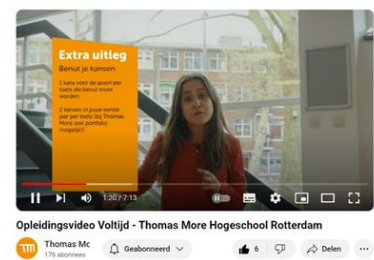 Extra uitleg
Benut je kansen
1 kans voor de poort per
toets die benut moet
worden
2 kansen in jouw eerste
jaar per toets (bij Thomas
More ook portfolio
mogelijk)!
1:20 / 7:13
Opleidingsvideo Voltijd - Thomas More Hogeschool Rotterdam
Thomas Mc
176 abonnees
Geabonneerd
6
Delen